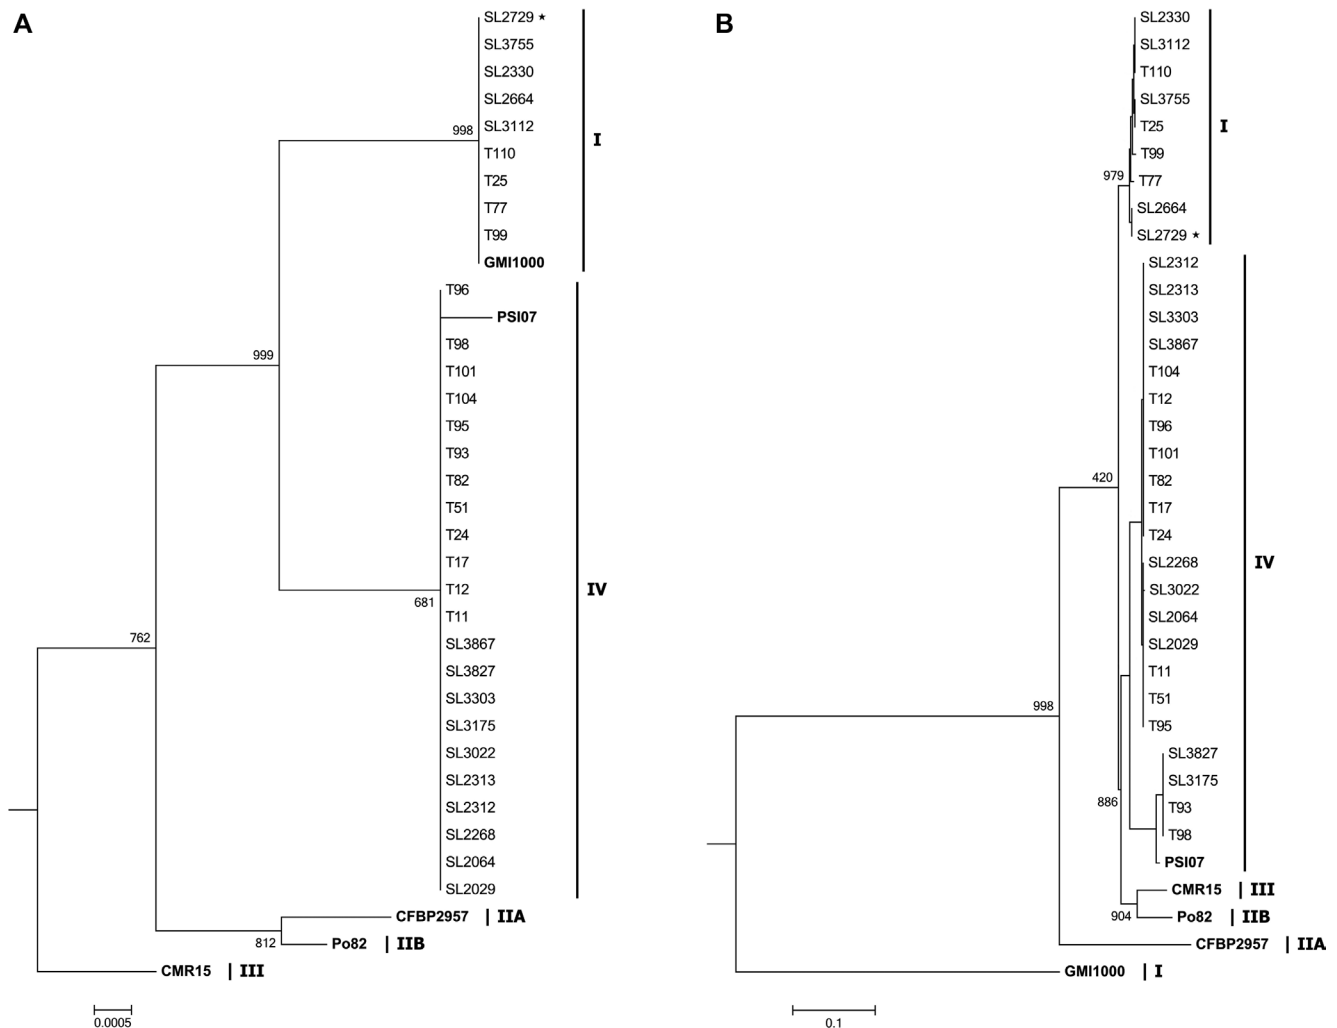 A
SL2729 ★
SL3755
SL2330
SL2664
SL3112
T110
T25
T77
T99
GMI1000
998
I
T96
PSI07
T98
T101
T104
T95
T93
T82
T51
T24
T17
T12
T11
SL3867
SL3827
SL3303
SL3175
SL3022
SL2313
SL2312
SL2268
SL2064
SL2029
999
681
IV
762
CFBP2957 | IIA
812
Po82 | IIB
CMR15 | III
0.0005
B
SL2330
SL3112
T110
SL3755
T25
T99
T77
SL2664
SL2729 ★
979
I
SL2312
SL2313
SL3303
SL3867
T104
T12
T96
T101
T82
T17
T24
SL2268
SL3022
SL2064
SL2029
T11
T51
T95
SL3827
SL3175
T93
T98
PSI07
420
IV
998
886
CMR15 | III
904
Po82 | IIB
CFBP2957 | IIA
GMI1000 | I
0.1